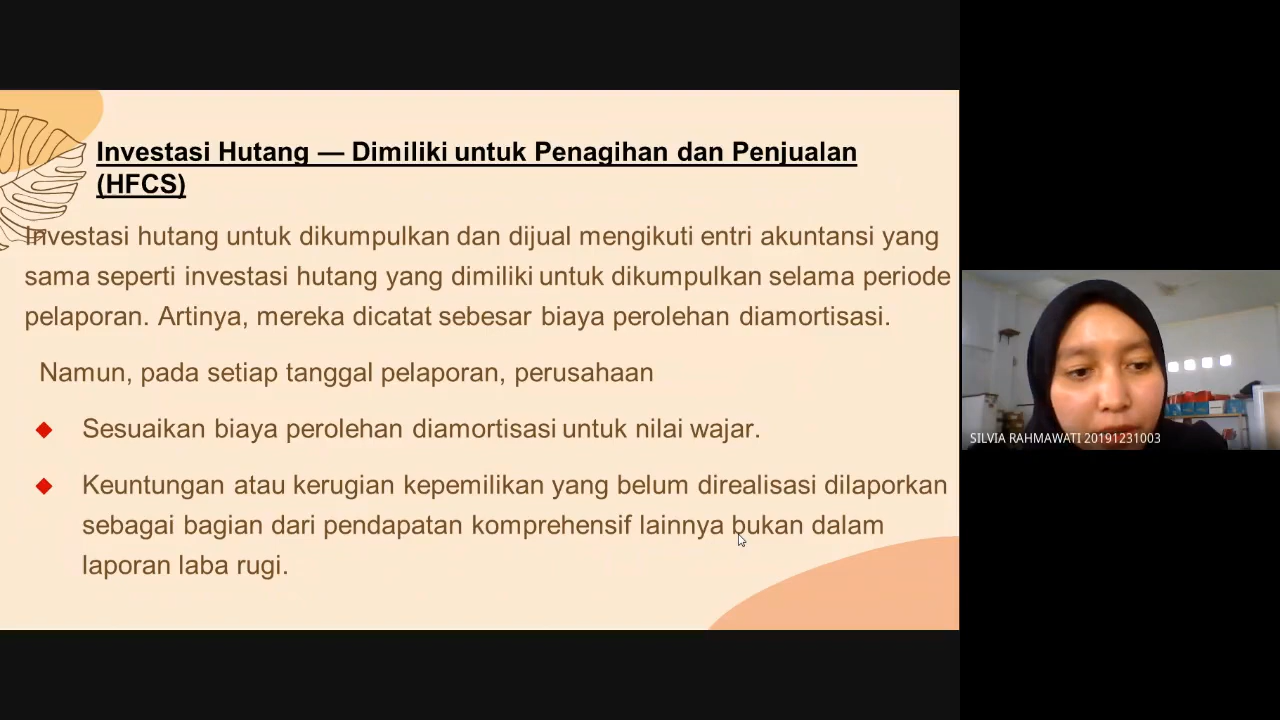 Investasi Hutang — Dimiliki untuk Penagihan dan Penjualan
(HFCS)
Investasi hutang untuk dikumpulkan dan dijual mengikuti entri akuntansi yang
sama seperti investasi hutang yang dimiliki untuk dikumpulkan selama periode
pelaporan. Artinya, mereka dicatat sebesar biaya perolehan diamortisasi.
Namun, pada setiap tanggal pelaporan, perusahaan
Sesuaikan biaya perolehan diamortisasi untuk nilai wajar.
Keuntungan atau kerugian kepemilikan yang belum direalisasi dilaporkan
sebagai bagian dari pendapatan komprehensif lainnya bukan dalam
laporan laba rugi.
SILVIA RAHMAWATI 20191231003